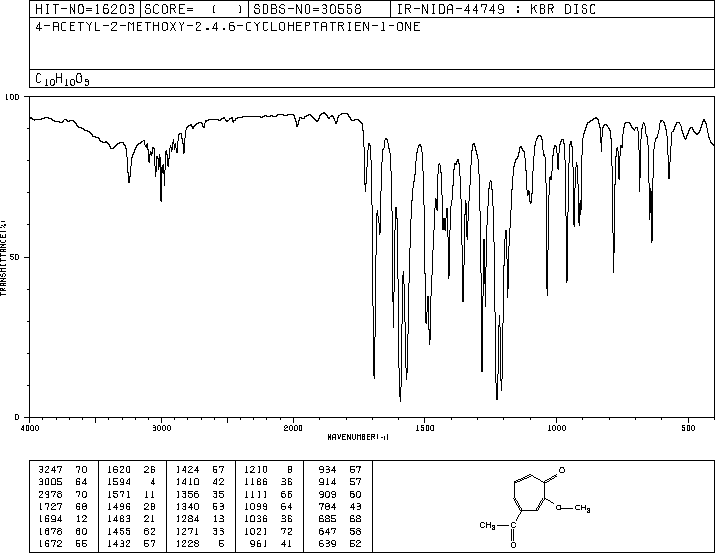 HIT-NO=16203 SCORE= ( ) SDBS-NO=30558 IR-NIDA-44749 : KBR DISC
4-ACETYL-2-METHOXY-2,4,6-CYCLOHEPTATRIEN-1-ONE
C10H10O3
100
50
0
TRANSMITTANCE(%)
4000 3000 2000 1500 1000 500
WAVENUMBER(-1)
3247 70 1620 26 1424 57 1210 8 934 57
3005 64 1594 4 1410 42 1186 36 914 57
2978 70 1571 11 1356 35 1111 66 909 60
1727 68 1496 28 1340 53 1099 64 784 43
1694 12 1483 21 1284 13 1036 36 685 68
1678 60 1455 62 1271 33 1021 72 647 58
1672 55 1432 57 1228 5 961 41 639 52
O
O CH3
CH3 C
O